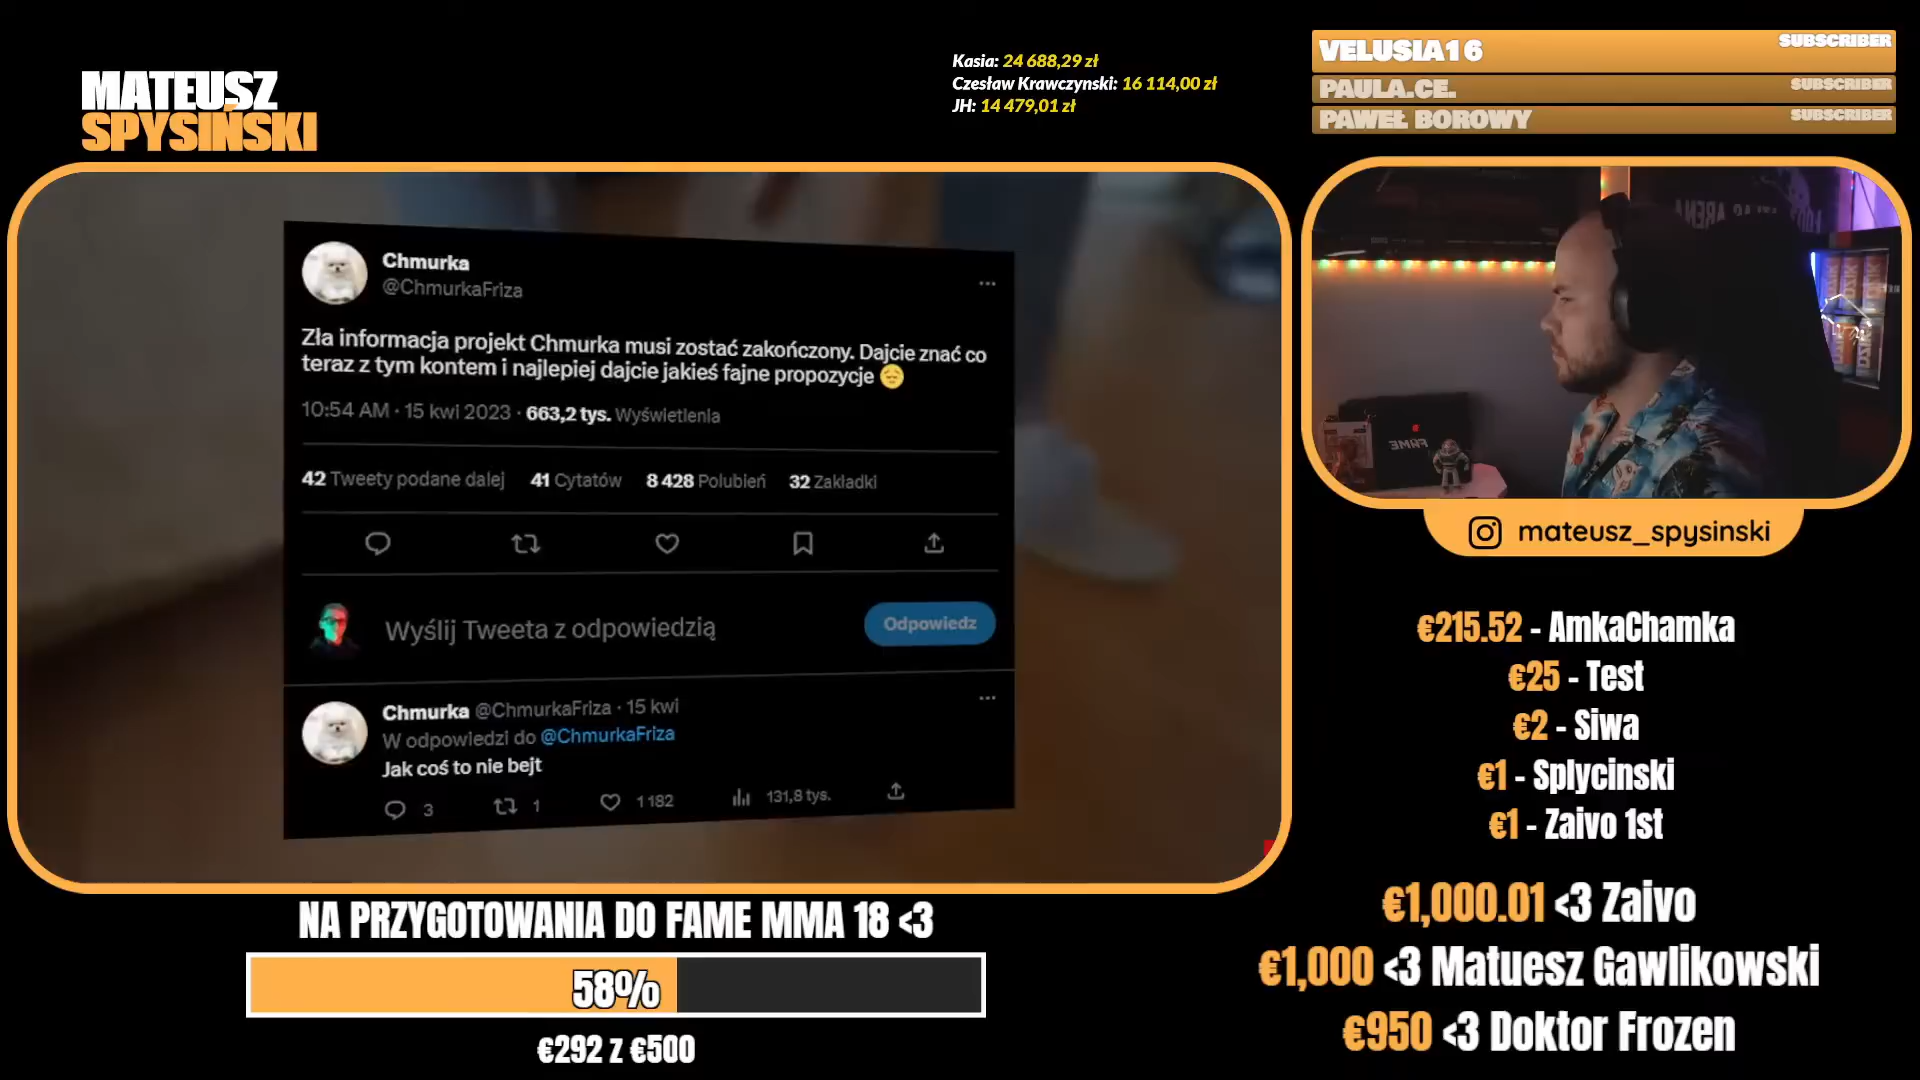 MATEUSZ
SPYSIŃSKI
Kasia: 24 688,29 zł
Czesław Krawczynski: 16 114,00 zł
JH: 14 479,01 zł
VELUSIA16 SUBSCRIBER
PAULA.CE. SUBSCRIBER
PAWEŁ BOROWY SUBSCRIBER
Chmurka
@ChmurkaFriza
Zła informacja projekt Chmurka musi zostać zakończony. Dajcie znać co
teraz z tym kontem i najlepiej dajcie jakieś fajne propozycje 😔
10:54 AM · 15 kwi 2023 · 663,2 tys. Wyświetlenia
42 Tweety podane dalej 41 Cytatów 8 428 Polubień 32 Zakładki
Wyślij Tweeta z odpowiedzią
Odpowiedz
Chmurka @ChmurkaFriza · 15 kwi
W odpowiedzi do @ChmurkaFriza
Jak coś to nie bejt
3 1 1 182 131,8 tys.
FAME
DZIK
DZIK
mateusz_spysinski
€215.52 - AmkaChamka
€25 - Test
€2 - Siwa
€1 - Splycinski
€1 - Zaivo 1st
€1,000.01 <3 Zaivo
€1,000 <3 Matuesz Gawlikowski
€950 <3 Doktor Frozen
NA PRZYGOTOWANIA DO FAME MMA 18 <3
58%
€292 z €500